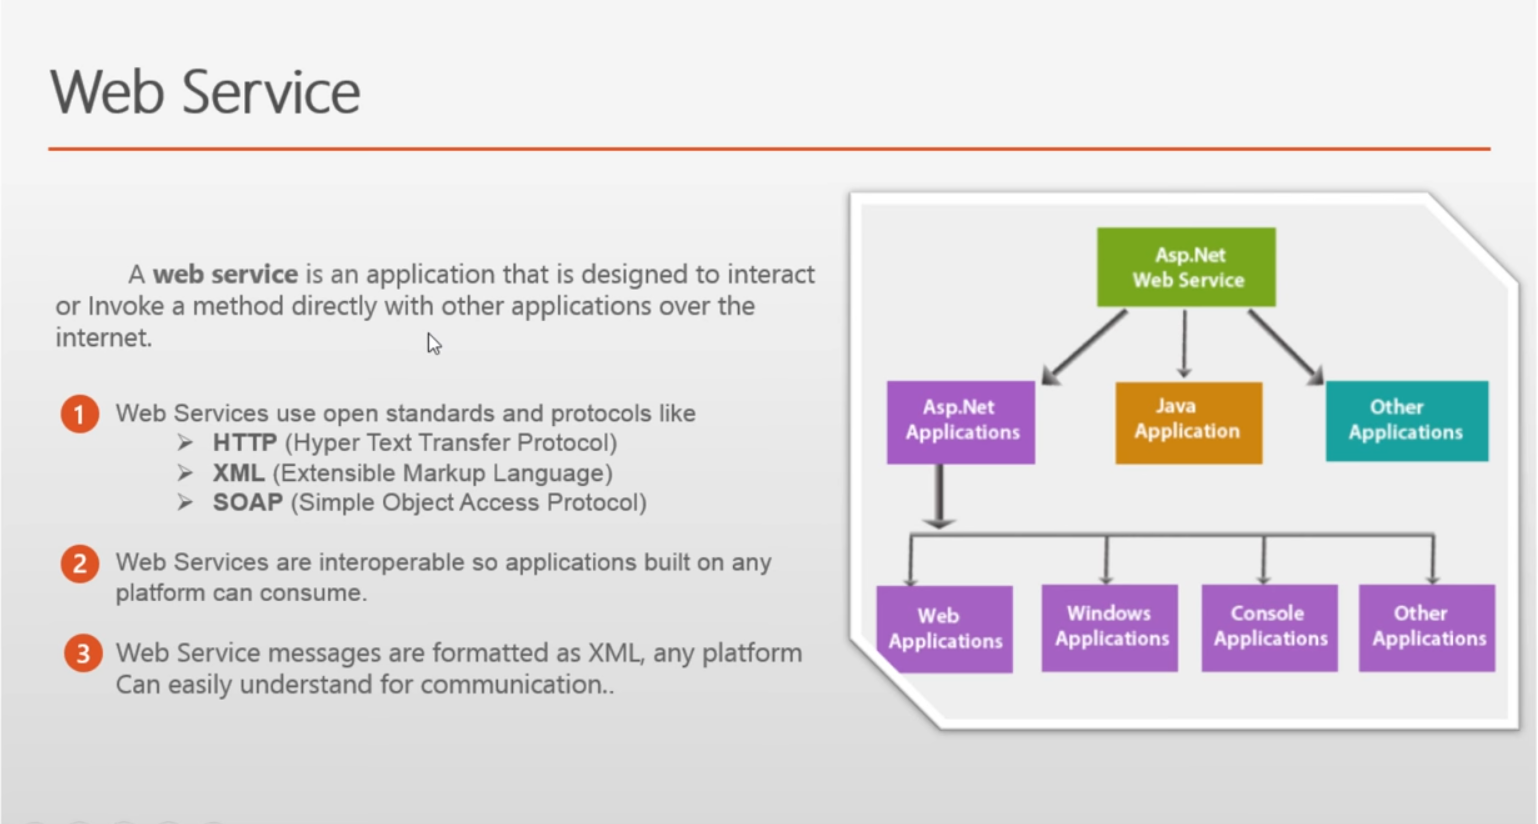 Web Service
A web service is an application that is designed to interact
or Invoke a method directly with other applications over the
internet.
1 Web Services use open standards and protocols like
HTTP (Hyper Text Transfer Protocol)
XML (Extensible Markup Language)
SOAP (Simple Object Access Protocol)
2 Web Services are interoperable so applications built on any
platform can consume.
3 Web Service messages are formatted as XML, any platform
Can easily understand for communication..
Asp.Net
Web Service
Asp.Net
Applications
Java
Application
Other
Applications
Web
Applications
Windows
Applications
Console
Applications
Other
Applications